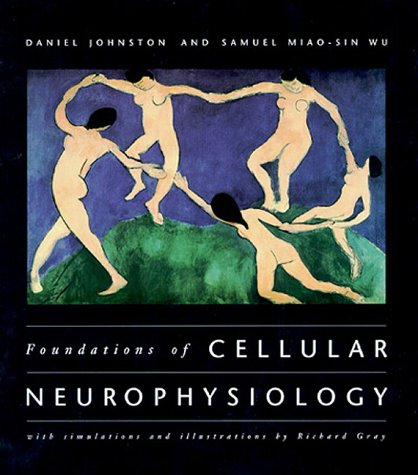 DANIEL JOHNSTON AND SAMUEL MIAO-SIN WU
Foundations of CELLULAR
NEUROPHYSIOLOGY
with simulations and illustrations by Richard Gray